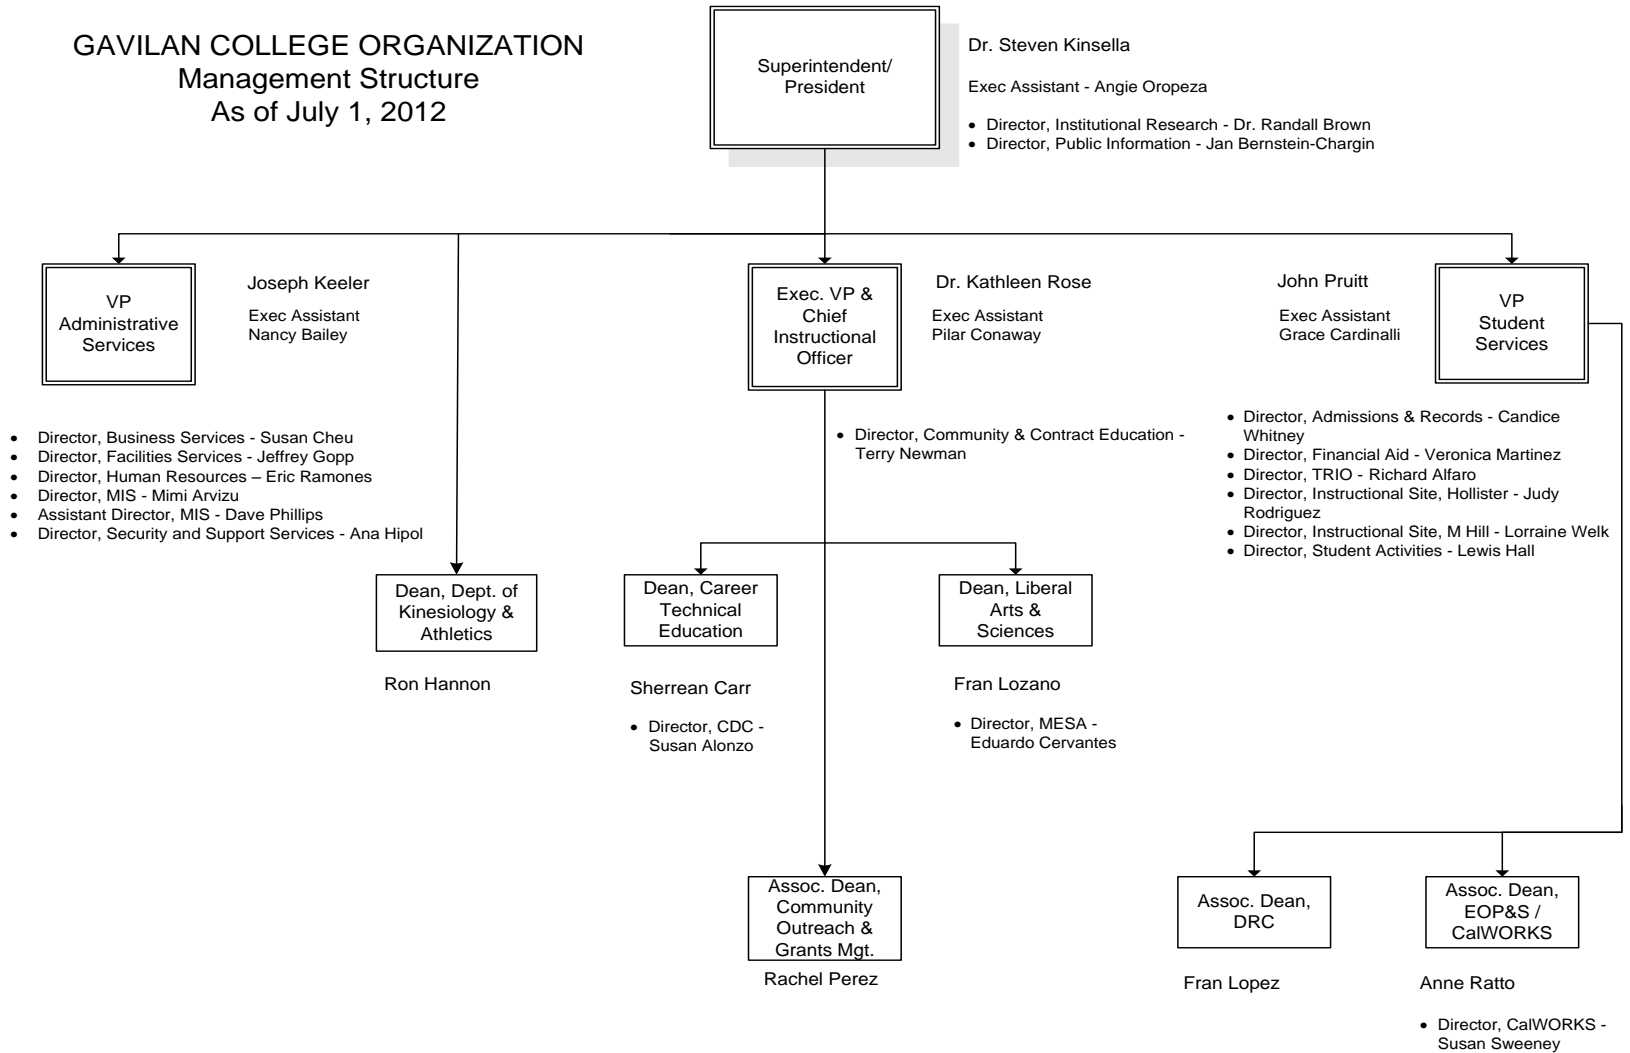 GAVILAN COLLEGE ORGANIZATION
Management Structure
As of July 1, 2012
Superintendent/
President
Dr. Steven Kinsella
Exec Assistant - Angie Oropeza
• Director, Institutional Research - Dr. Randall Brown
• Director, Public Information - Jan Bernstein-Chargin
VP
Administrative
Services
Joseph Keeler
Exec Assistant
Nancy Bailey
• Director, Business Services - Susan Cheu
• Director, Facilities Services - Jeffrey Gopp
• Director, Human Resources – Eric Ramones
• Director, MIS - Mimi Arvizu
• Assistant Director, MIS - Dave Phillips
• Director, Security and Support Services - Ana Hipol
Dean, Dept. of
Kinesiology &
Athletics
Ron Hannon
Exec. VP &
Chief
Instructional
Officer
Dr. Kathleen Rose
Exec Assistant
Pilar Conaway
• Director, Community & Contract Education -
Terry Newman
Dean, Career
Technical
Education
Sherrean Carr
• Director, CDC -
Susan Alonzo
Dean, Liberal
Arts &
Sciences
Fran Lozano
• Director, MESA -
Eduardo Cervantes
Assoc. Dean,
Community
Outreach &
Grants Mgt.
Rachel Perez
John Pruitt
Exec Assistant
Grace Cardinalli
VP
Student
Services
• Director, Admissions & Records - Candice
Whitney
• Director, Financial Aid - Veronica Martinez
• Director, TRIO - Richard Alfaro
• Director, Instructional Site, Hollister - Judy
Rodriguez
• Director, Instructional Site, M Hill - Lorraine Welk
• Director, Student Activities - Lewis Hall
Assoc. Dean,
DRC
Fran Lopez
Assoc. Dean,
EOP&S /
CalWORKS
Anne Ratto
• Director, CalWORKS -
Susan Sweeney